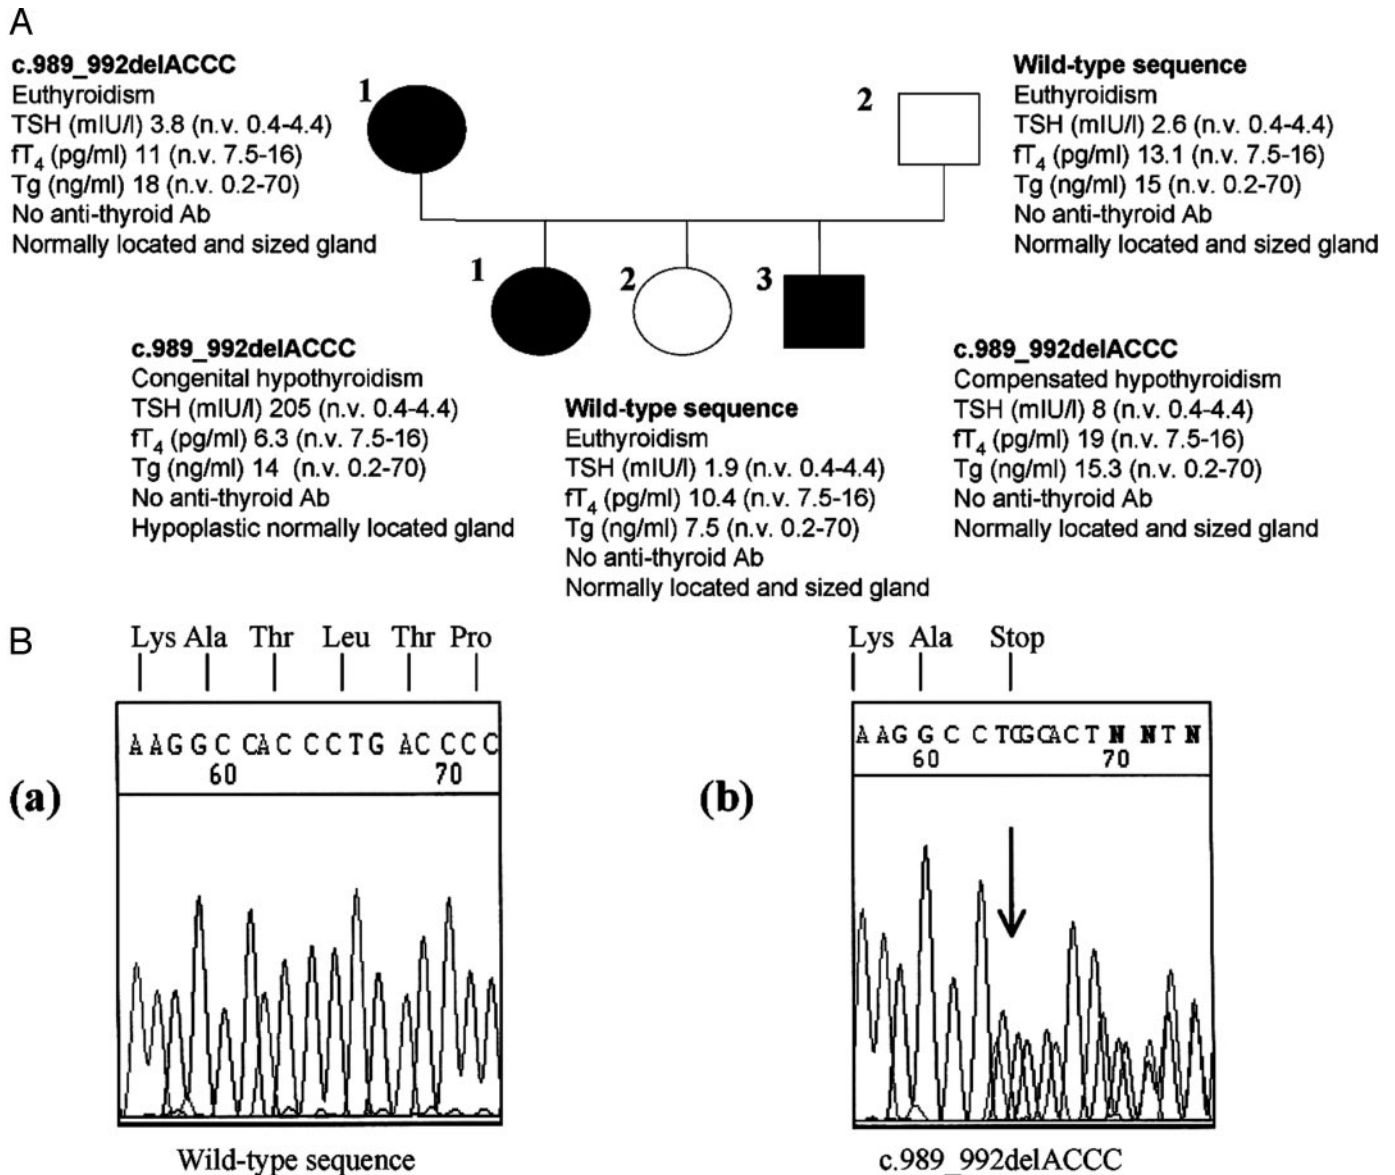 A
c.989_992delACCC
Euthyroidism
TSH (mIU/l) 3.8 (n.v. 0.4-4.4)
fT4 (pg/ml) 11 (n.v. 7.5-16)
Tg (ng/ml) 18 (n.v. 0.2-70)
No anti-thyroid Ab
Normally located and sized gland
1
2
Wild-type sequence
Euthyroidism
TSH (mIU/l) 2.6 (n.v. 0.4-4.4)
fT4 (pg/ml) 13.1 (n.v. 7.5-16)
Tg (ng/ml) 15 (n.v. 0.2-70)
No anti-thyroid Ab
Normally located and sized gland
1
2
3
c.989_992delACCC
Congenital hypothyroidism
TSH (mIU/l) 205 (n.v. 0.4-4.4)
fT4 (pg/ml) 6.3 (n.v. 7.5-16)
Tg (ng/ml) 14 (n.v. 0.2-70)
No anti-thyroid Ab
Hypoplastic normally located gland
Wild-type sequence
Euthyroidism
TSH (mIU/l) 1.9 (n.v. 0.4-4.4)
fT4 (pg/ml) 10.4 (n.v. 7.5-16)
Tg (ng/ml) 7.5 (n.v. 0.2-70)
No anti-thyroid Ab
Normally located and sized gland
c.989_992delACCC
Compensated hypothyroidism
TSH (mIU/l) 8 (n.v. 0.4-4.4)
fT4 (pg/ml) 19 (n.v. 7.5-16)
Tg (ng/ml) 15.3 (n.v. 0.2-70)
No anti-thyroid Ab
Normally located and sized gland
B
Lys Ala Thr Leu Thr Pro
A A G G C C A C C C T G A C C C C
60 70
(a)
Wild-type sequence
Lys Ala Stop
A A G G C C T C G C A C T N N T N
60 70
(b)
c.989_992delACCC